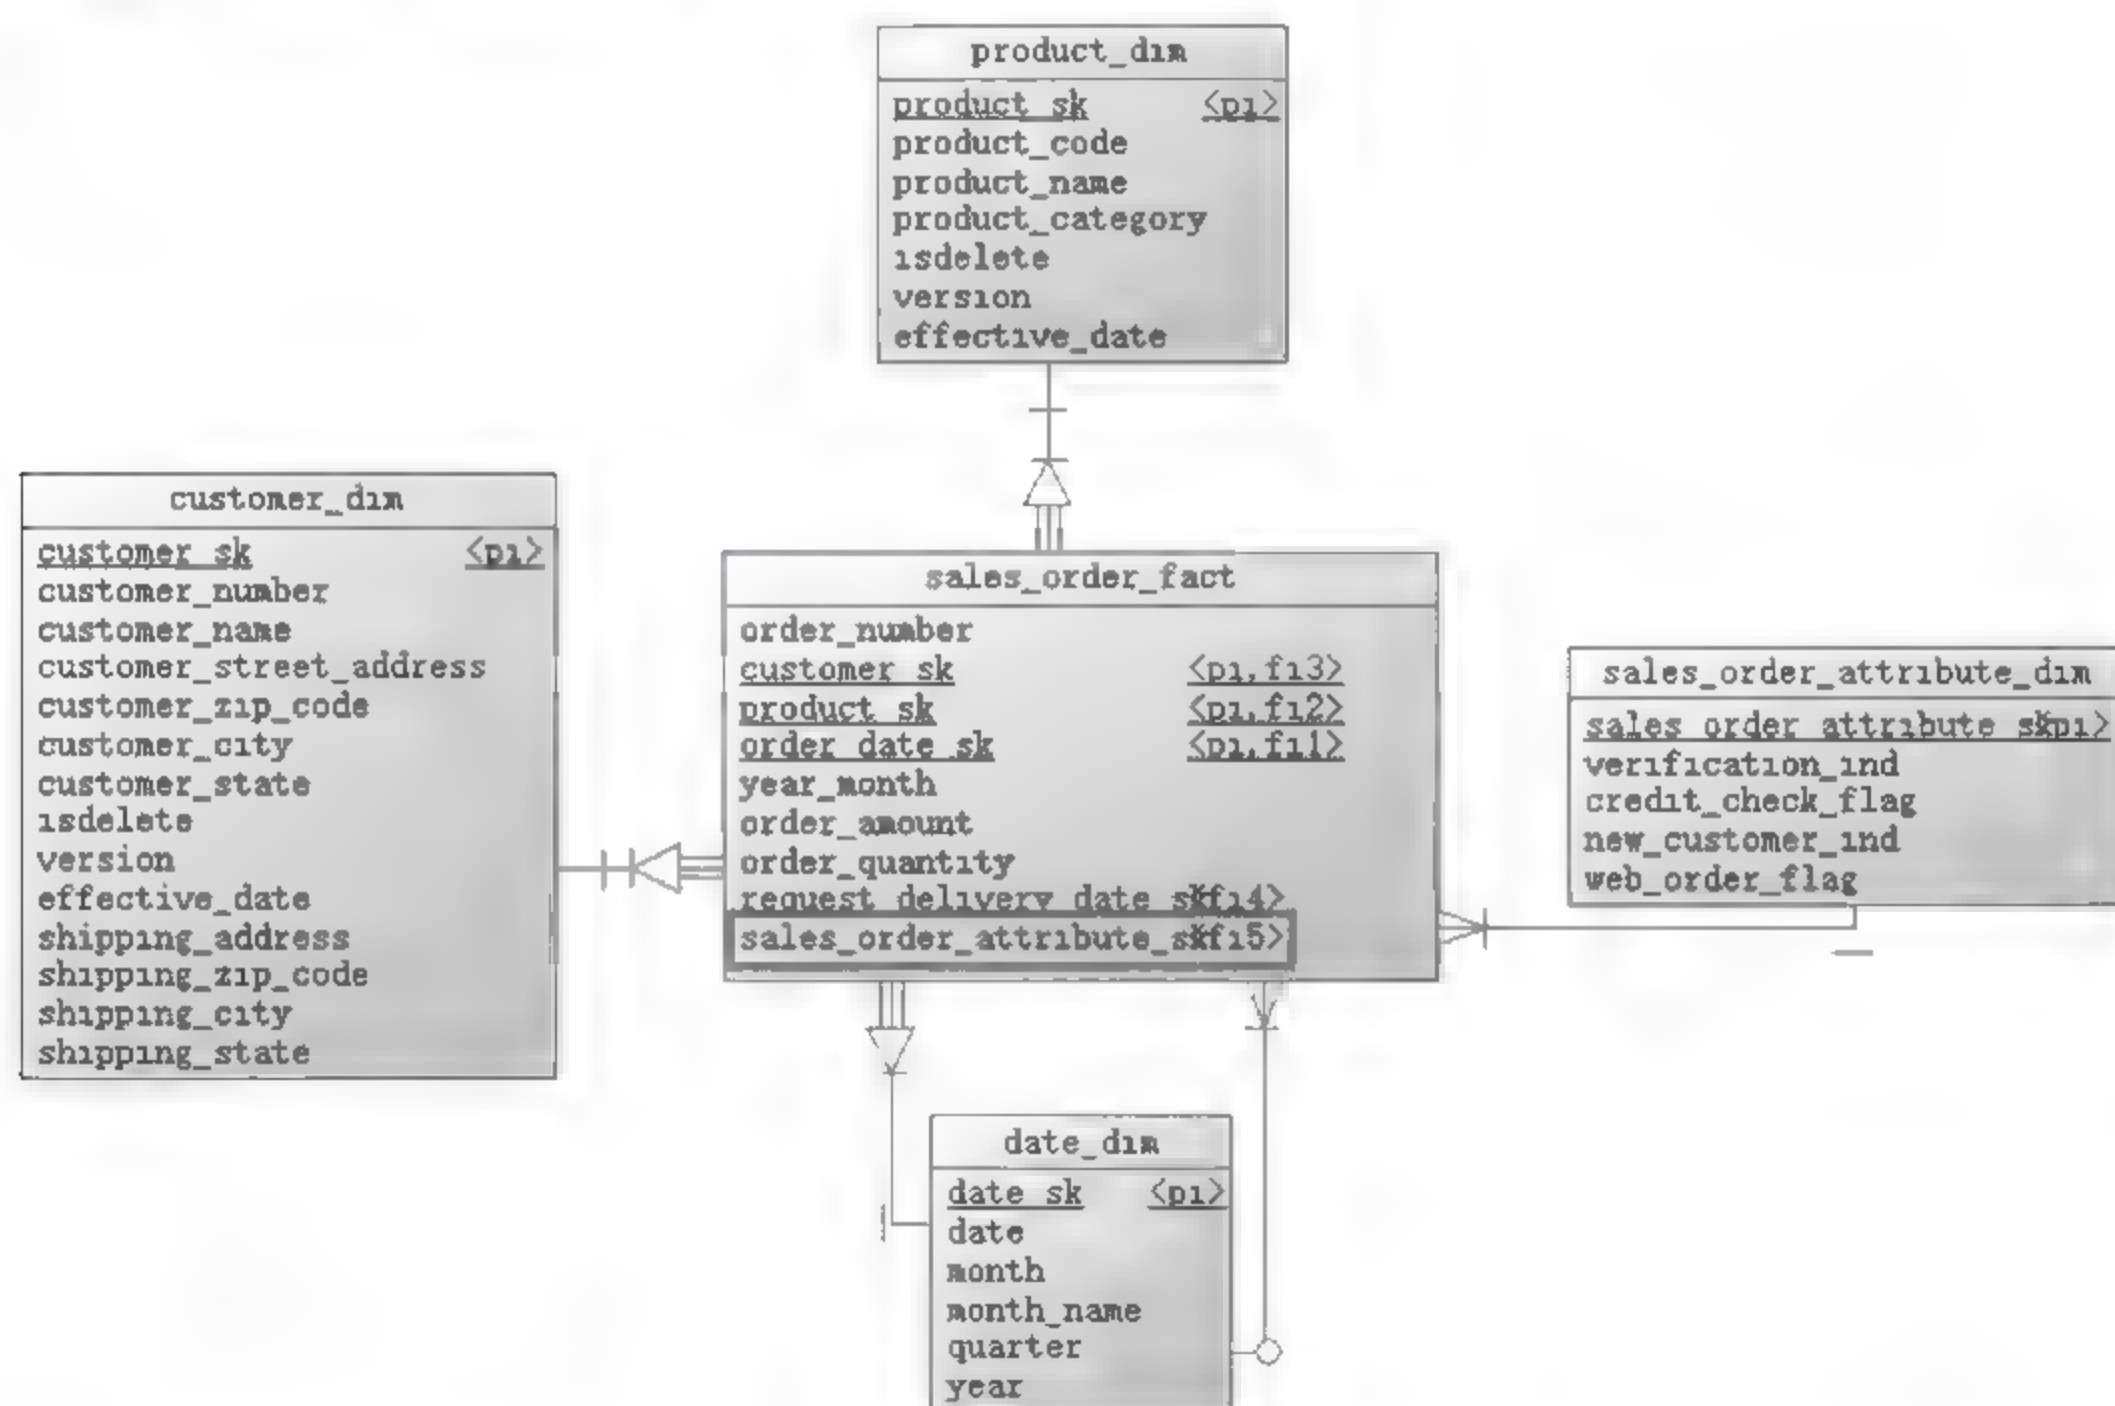 product_dim
product_sk <pi>
product_code
product_name
product_category
isdelete
version
effective_date
customer_dim
customer_sk <pi>
customer_number
customer_name
customer_street_address
customer_zip_code
customer_city
customer_state
isdelete
version
effective_date
shipping_address
shipping_zip_code
shipping_city
shipping_state
sales_order_fact
order_number
customer_sk <pi,fi3>
product_sk <pi,fi2>
order_date_sk <pi,fi1>
year_month
order_amount
order_quantity
request_delivery_date_sk<fi4>
sales_order_attribute_sk<fi5>
sales_order_attribute_dim
sales_order_attribute_sk<pi>
verification_ind
credit_check_flag
new_customer_ind
web_order_flag
date_dim
date_sk <pi>
date
month
month_name
quarter
year